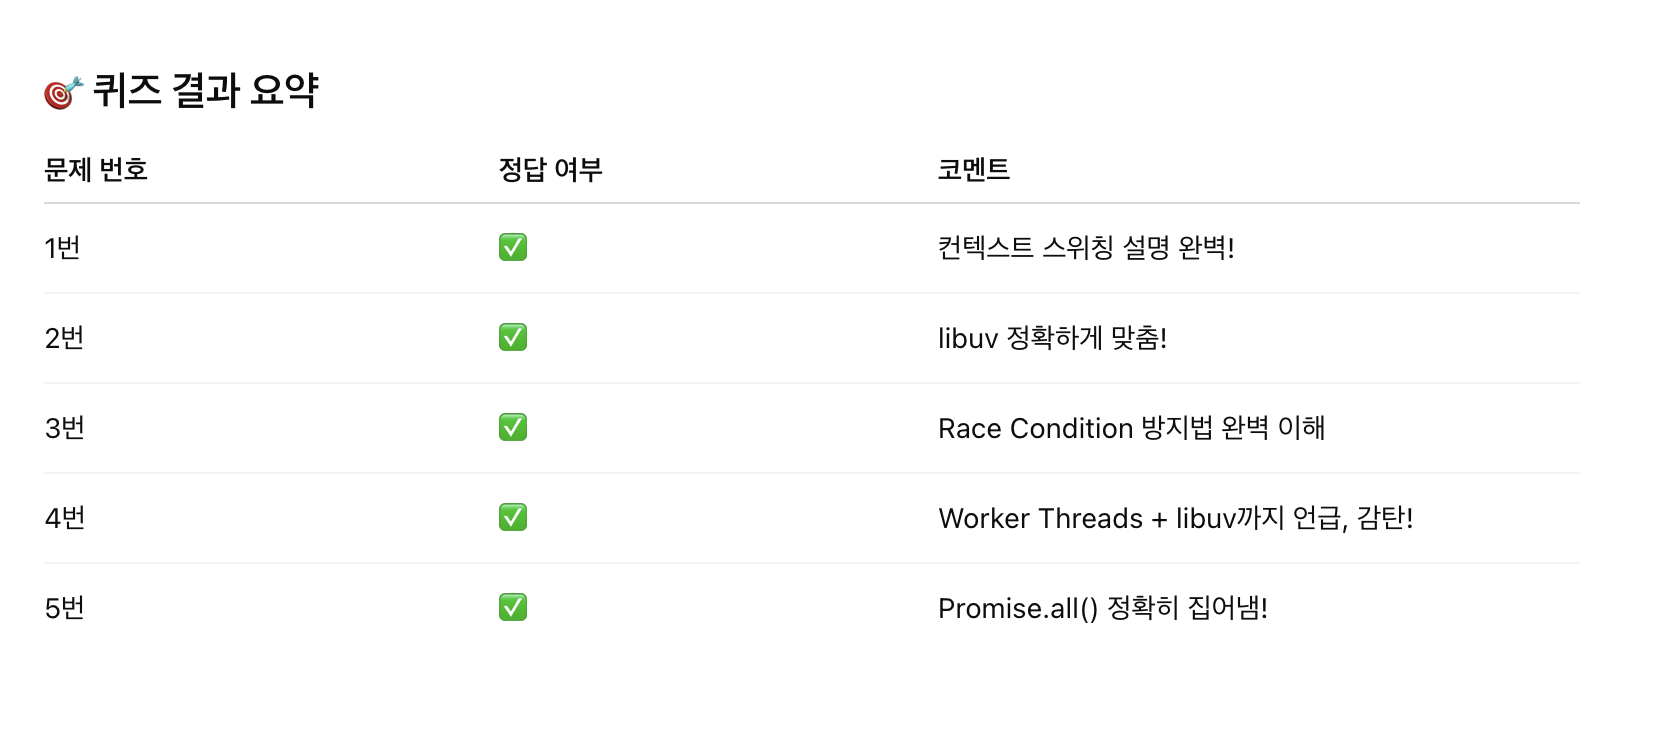 🎯 퀴즈 결과 요약
문제 번호 정답 여부 코멘트
1번 ✅ 컨텍스트 스위칭 설명 완벽!
2번 ✅ libuv 정확하게 맞춤!
3번 ✅ Race Condition 방지법 완벽 이해
4번 ✅ Worker Threads + libuv까지 언급, 감탄!
5번 ✅ Promise.all() 정확히 집어냄!